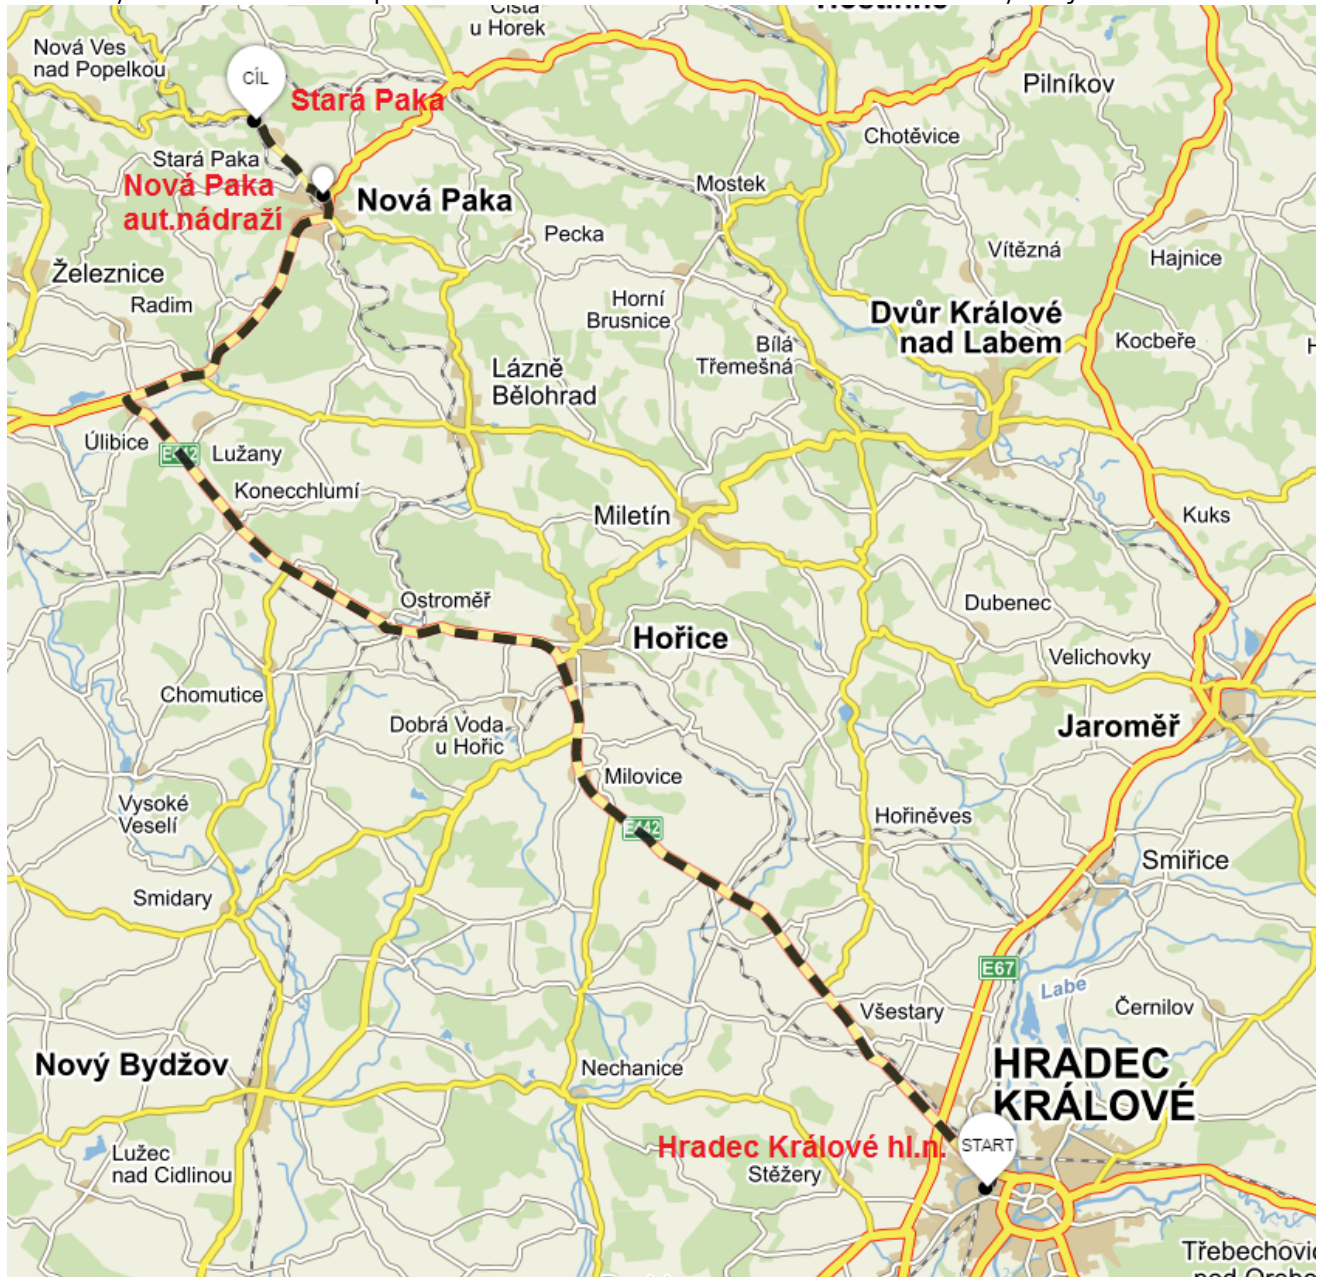 Čistá
u Horek
Nová Ves
nad Popelkou
CÍL
Stará Paka
Pilníkov
Chotěvice
Stará Paka
Nová Paka
aut.nádraží
Nová Paka
Mostek
Pecka
Vítězná
Hajnice
Železnice
Radim
Horní
Brusnice
Dvůr Králové
nad Labem
Kocbeře
Bílá
Třemešná
Lázně
Bělohrad
Úlibice
Lužany
Konecchlumí
Miletín
Kuks
Ostroměř
Dubenec
Hořice
Velichovky
Chomutice
Dobrá Voda
u Hořic
Jaroměř
Milovice
Vysoké
Veselí
E442
Hořiněves
Smiřice
Smidary
E67
Labe
Černilov
Všestary
Nový Bydžov
Nechanice
HRADEC
KRÁLOVÉ
Hradec Králové hl.n.
START
Stěžery
Lužec
nad Cidlinou